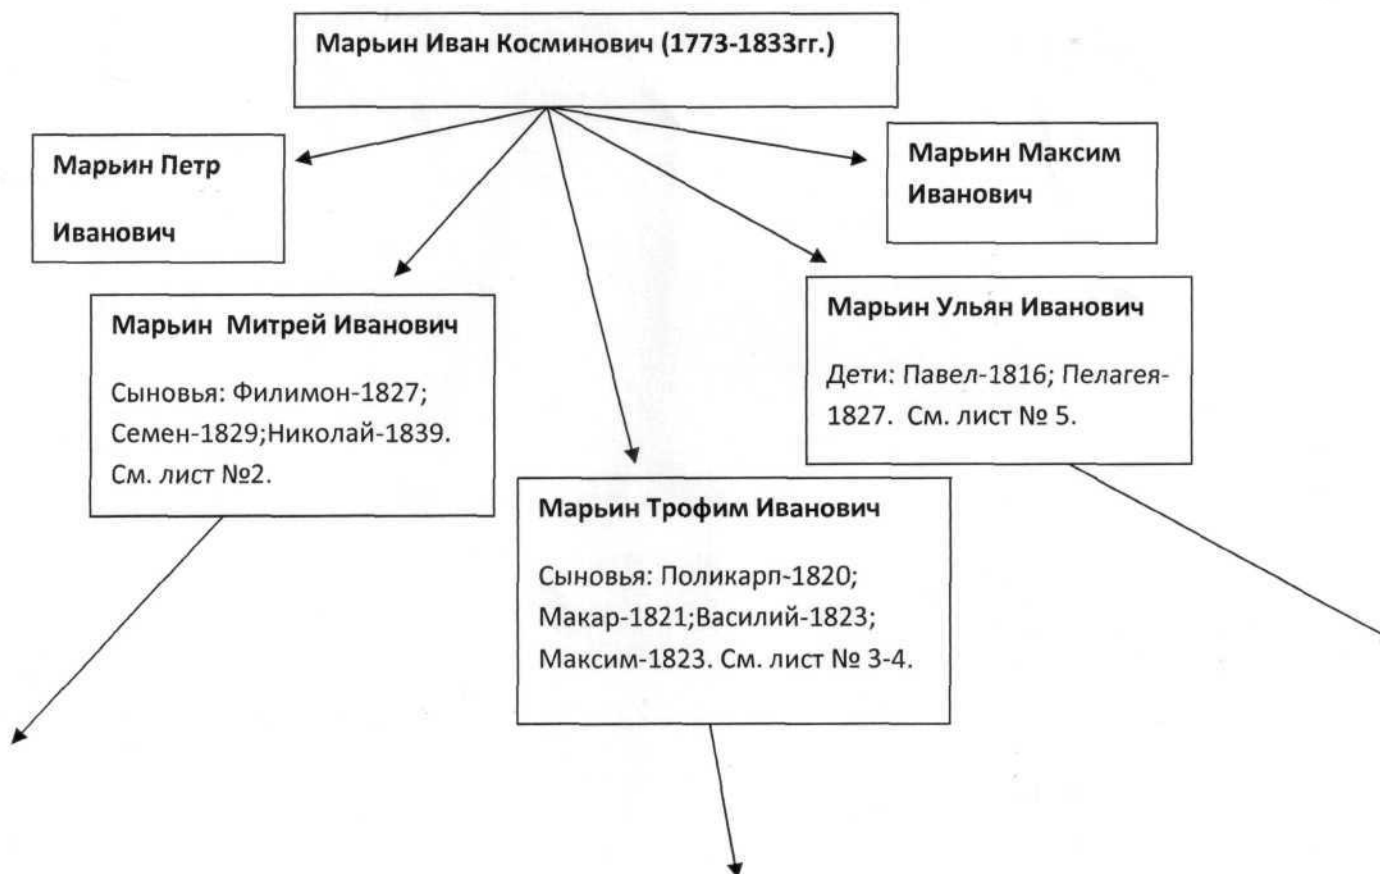 Марьин Иван Косминович (1773-1833гг.)
Марьин Петр
Иванович
Марьин Максим
Иванович
Марьин  Митрей Иванович
Сыновья: Филимон-1827;
Семен-1829;Николай-1839.
См. лист №2.
Марьин Ульян Иванович
Дети: Павел-1816; Пелагея-
1827.  См. лист № 5.
Марьин Трофим Иванович
Сыновья: Поликарп-1820;
Макар-1821;Василий-1823;
Максим-1823. См. лист № 3-4.